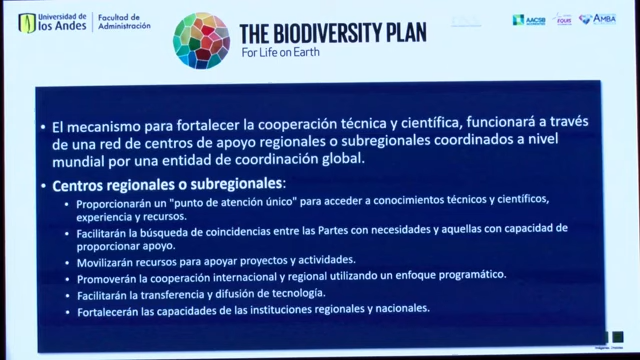 Universidad de los Andes
Facultad de Administración
THE BIODIVERSITY PLAN
For Life on Earth
AACSB
EQUIS
AMBA
• El mecanismo para fortalecer la cooperación técnica y científica, funcionará a través
de una red de centros de apoyo regionales o subregionales coordinados a nivel
mundial por una entidad de coordinación global.
• Centros regionales o subregionales:
• Proporcionarán un "punto de atención único" para acceder a conocimientos técnicos y científicos,
experiencia y recursos.
• Facilitarán la búsqueda de coincidencias entre las Partes con necesidades y aquellas con capacidad de
proporcionar apoyo.
• Movilizarán recursos para apoyar proyectos y actividades.
• Promoverán la cooperación internacional y regional utilizando un enfoque programático.
• Facilitarán la transferencia y difusión de tecnología.
• Fortalecerán las capacidades de las instituciones regionales y nacionales.